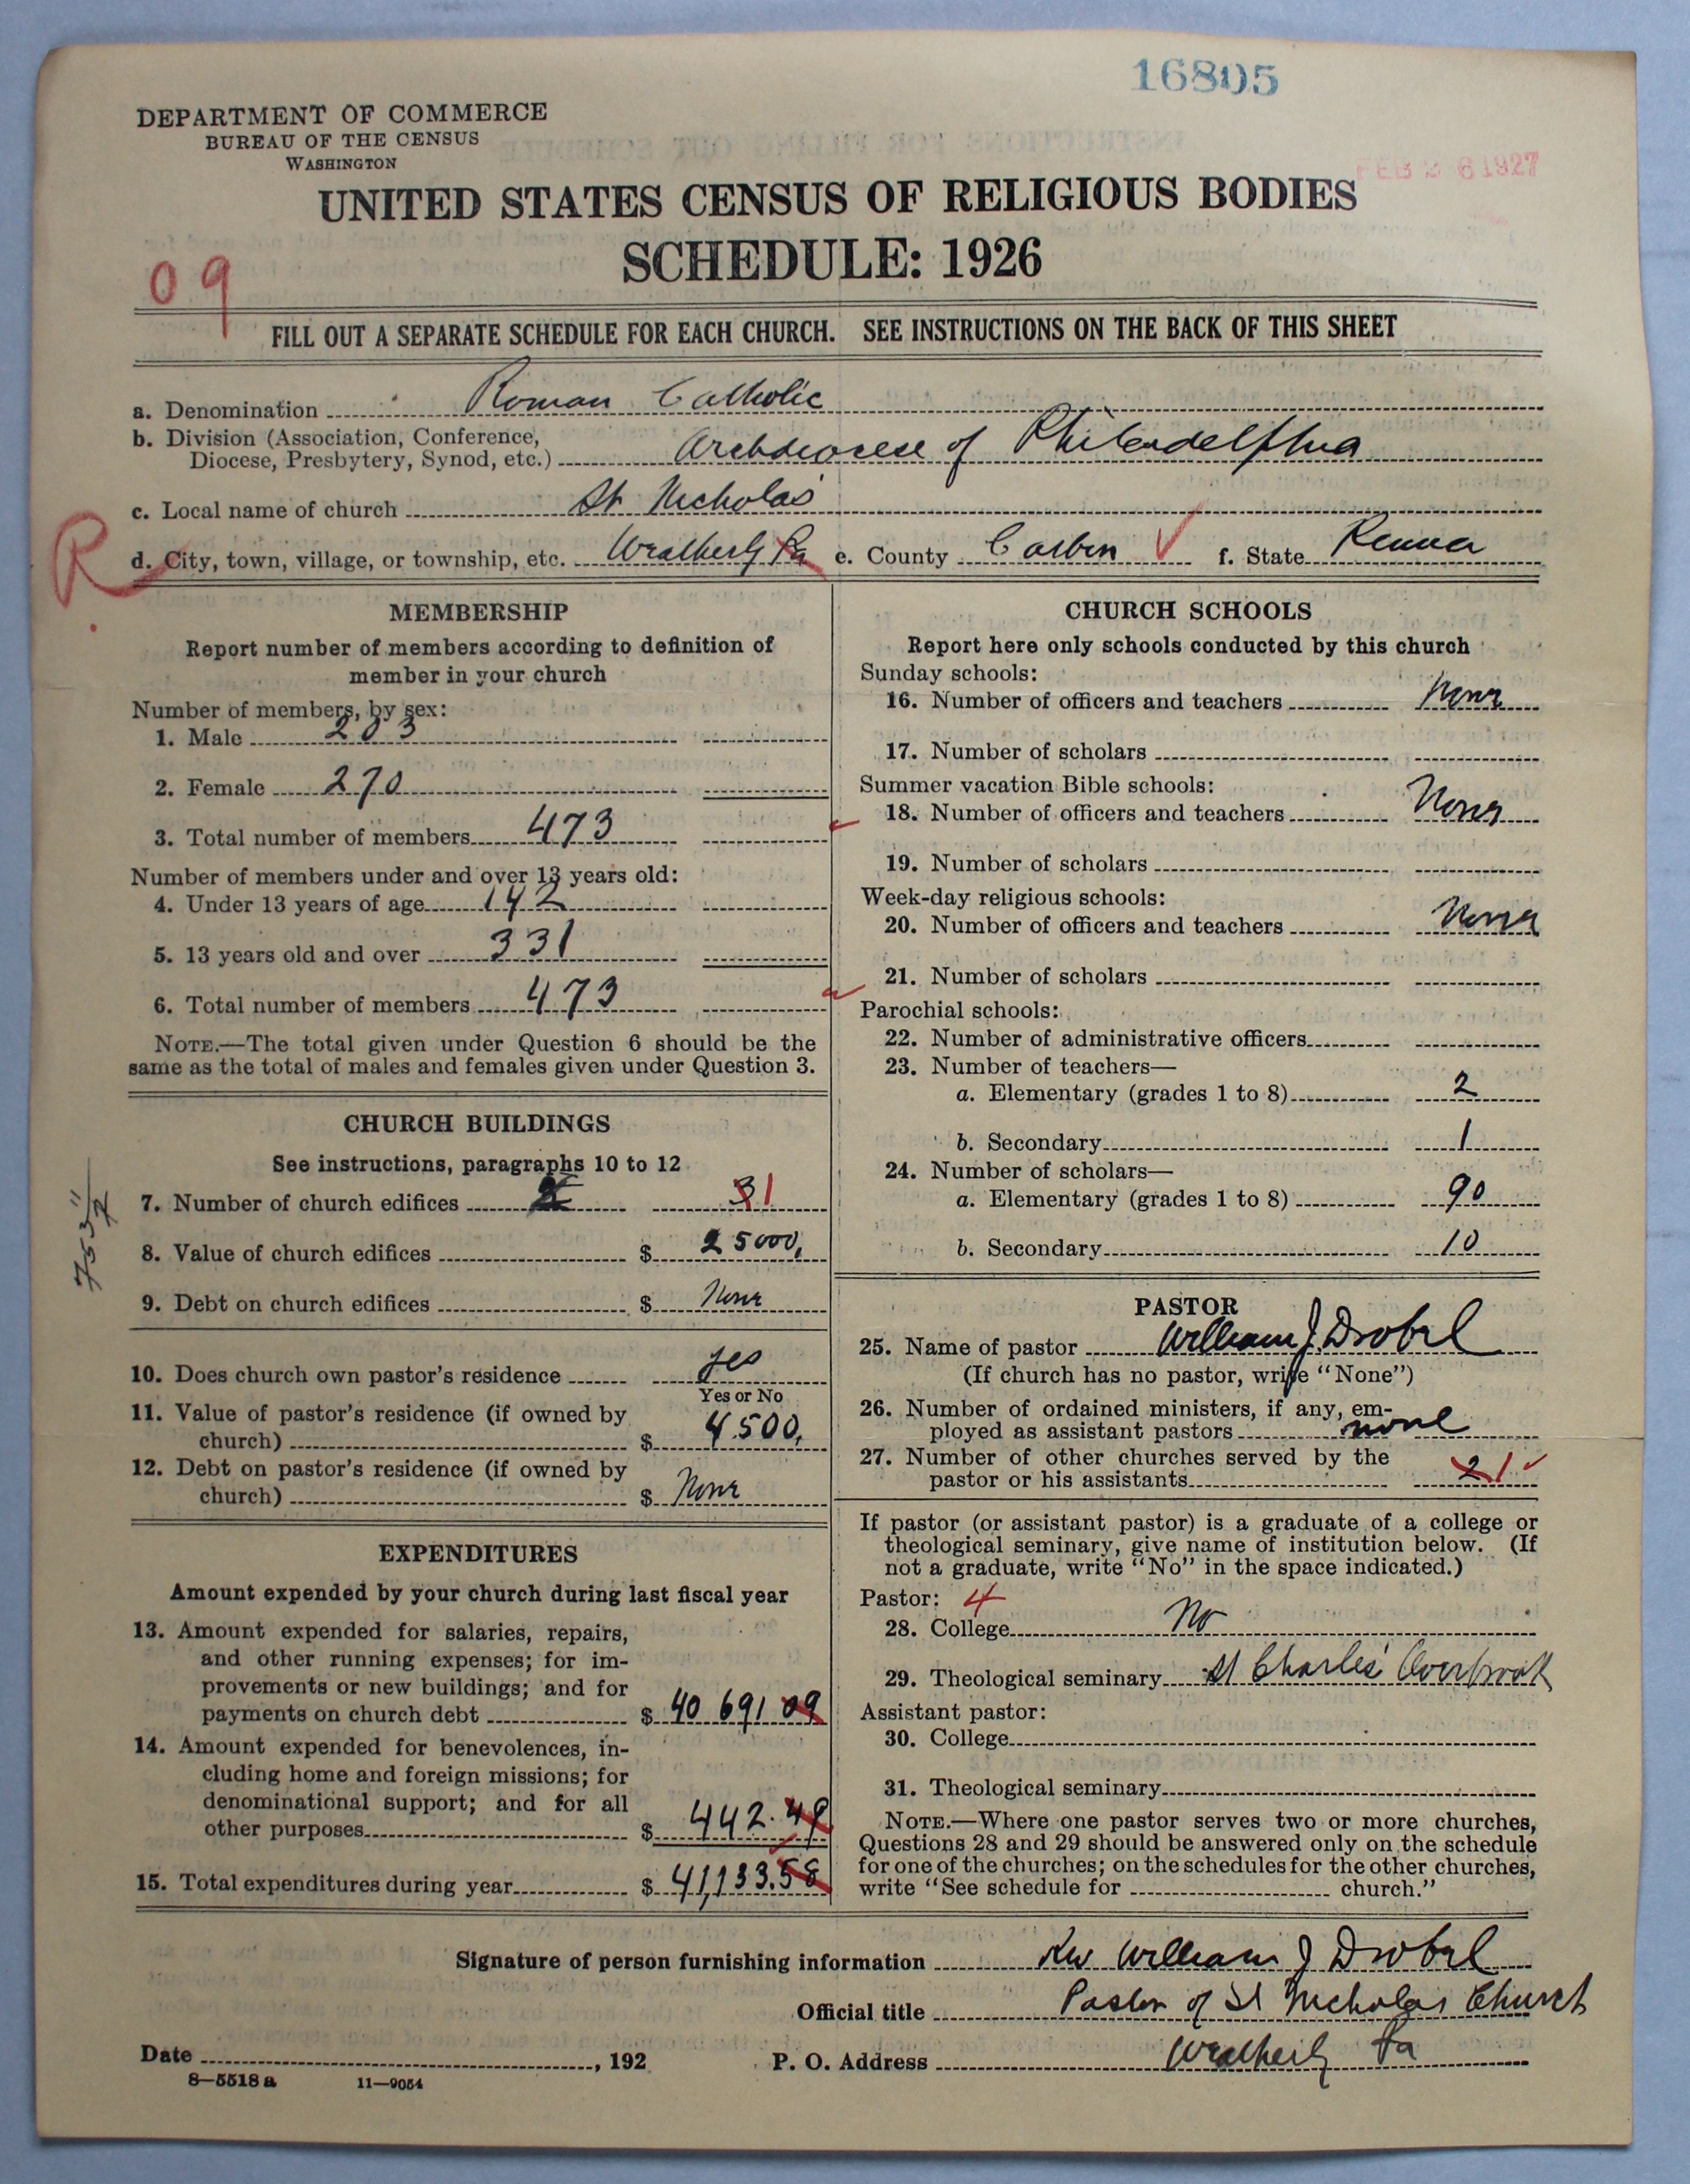 16805
DEPARTMENT OF COMMERCE
BUREAU OF THE CENSUS
WASHINGTON
FEB 26 1927
UNITED STATES CENSUS OF RELIGIOUS BODIES
SCHEDULE: 1926
09
FILL OUT A SEPARATE SCHEDULE FOR EACH CHURCH. SEE INSTRUCTIONS ON THE BACK OF THIS SHEET
a. Denomination Roman Catholic
b. Division (Association, Conference,
Diocese, Presbytery, Synod, etc.) Archdiocese of Philadelphia
c. Local name of church St Nicholas
R
d. City, town, village, or township, etc. Weatherly Pa e. County Carbon f. State Penna
MEMBERSHIP
Report number of members according to definition of
member in your church
Number of members, by sex:
1. Male 203
2. Female 270
3. Total number of members 473
Number of members under and over 13 years old:
4. Under 13 years of age 142
5. 13 years old and over 331
6. Total number of members 473
NOTE.—The total given under Question 6 should be the
same as the total of males and females given under Question 3.
CHURCH BUILDINGS
See instructions, paragraphs 10 to 12
7. Number of church edifices 3 1
8. Value of church edifices $ 25000,
9. Debt on church edifices $ None
10. Does church own pastor's residence yes
Yes or No
11. Value of pastor's residence (if owned by
church) $ 4500,
12. Debt on pastor's residence (if owned by
church) $ None
EXPENDITURES
Amount expended by your church during last fiscal year
13. Amount expended for salaries, repairs,
and other running expenses; for im-
provements or new buildings; and for
payments on church debt $ 40 691 09
14. Amount expended for benevolences, in-
cluding home and foreign missions; for
denominational support; and for all
other purposes $ 442.49
15. Total expenditures during year $ 41,133.58
CHURCH SCHOOLS
Report here only schools conducted by this church
Sunday schools:
16. Number of officers and teachers None
17. Number of scholars
Summer vacation Bible schools:
18. Number of officers and teachers None
19. Number of scholars
Week-day religious schools:
20. Number of officers and teachers None
21. Number of scholars
Parochial schools:
22. Number of administrative officers
23. Number of teachers—
a. Elementary (grades 1 to 8) 2
b. Secondary 1
24. Number of scholars—
a. Elementary (grades 1 to 8) 90
b. Secondary 10
PASTOR
25. Name of pastor William J. Drobel
(If church has no pastor, write "None")
26. Number of ordained ministers, if any, em-
ployed as assistant pastors none
27. Number of other churches served by the
pastor or his assistants 2 1
If pastor (or assistant pastor) is a graduate of a college or
theological seminary, give name of institution below. (If
not a graduate, write "No" in the space indicated.)
Pastor: 4
28. College No
29. Theological seminary St Charles' Overbrook
Assistant pastor:
30. College
31. Theological seminary
NOTE.—Where one pastor serves two or more churches,
Questions 28 and 29 should be answered only on the schedule
for one of the churches; on the schedules for the other churches,
write "See schedule for church."
Signature of person furnishing information Rev William J Drobel
Official title Pastor of St Nicholas Church
Date , 192 P. O. Address Weatherly Pa
8—5518 a 11—9054